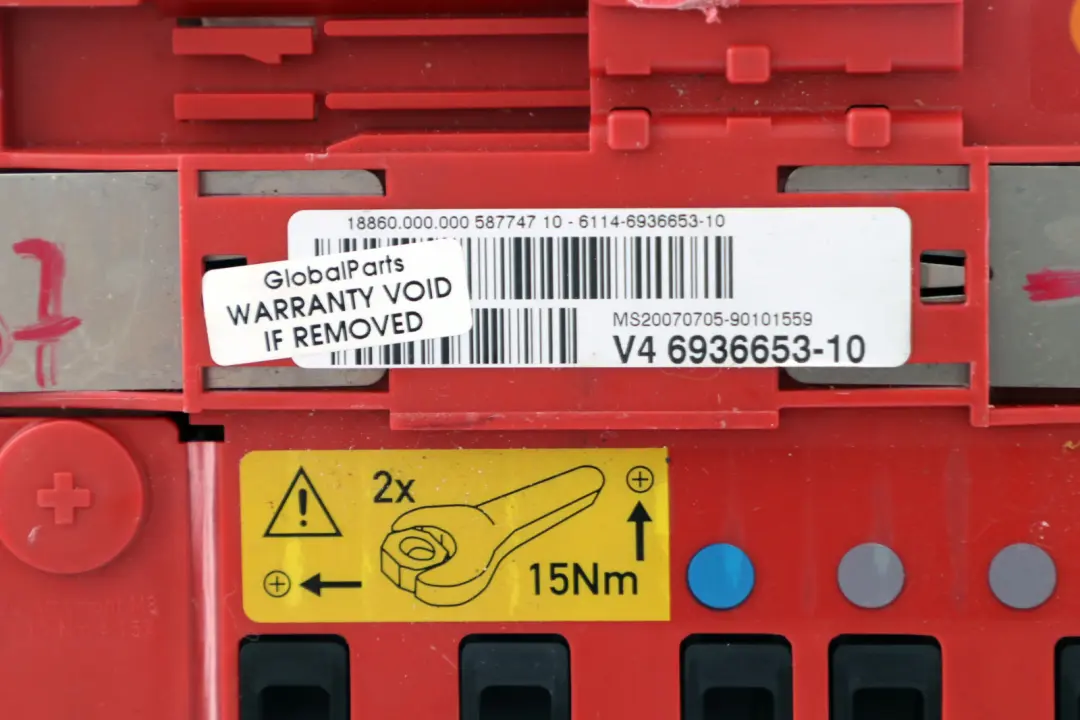 18860.000.000 587747 10 - 6114-6936653-10
GlobalParts
WARRANTY VOID
IF REMOVED
MS20070705-90101559
V4 6936653-10
7
2x
15Nm